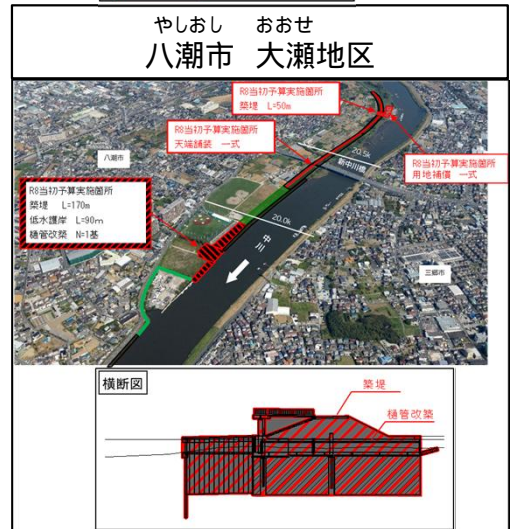 やしおし おおせ
八潮市 大瀬地区
R8当初予算実施箇所
築堤 L=50m
R8当初予算実施箇所
天端舗装 一式
20.5k
新中川橋
八潮市
R8当初予算実施箇所
用地補償 一式
R8当初予算実施箇所
築堤 L=170m
低水護岸 L=90m
樋管改築 N=1基
20.0k
中川
三郷市
横断図
築堤
樋管改築